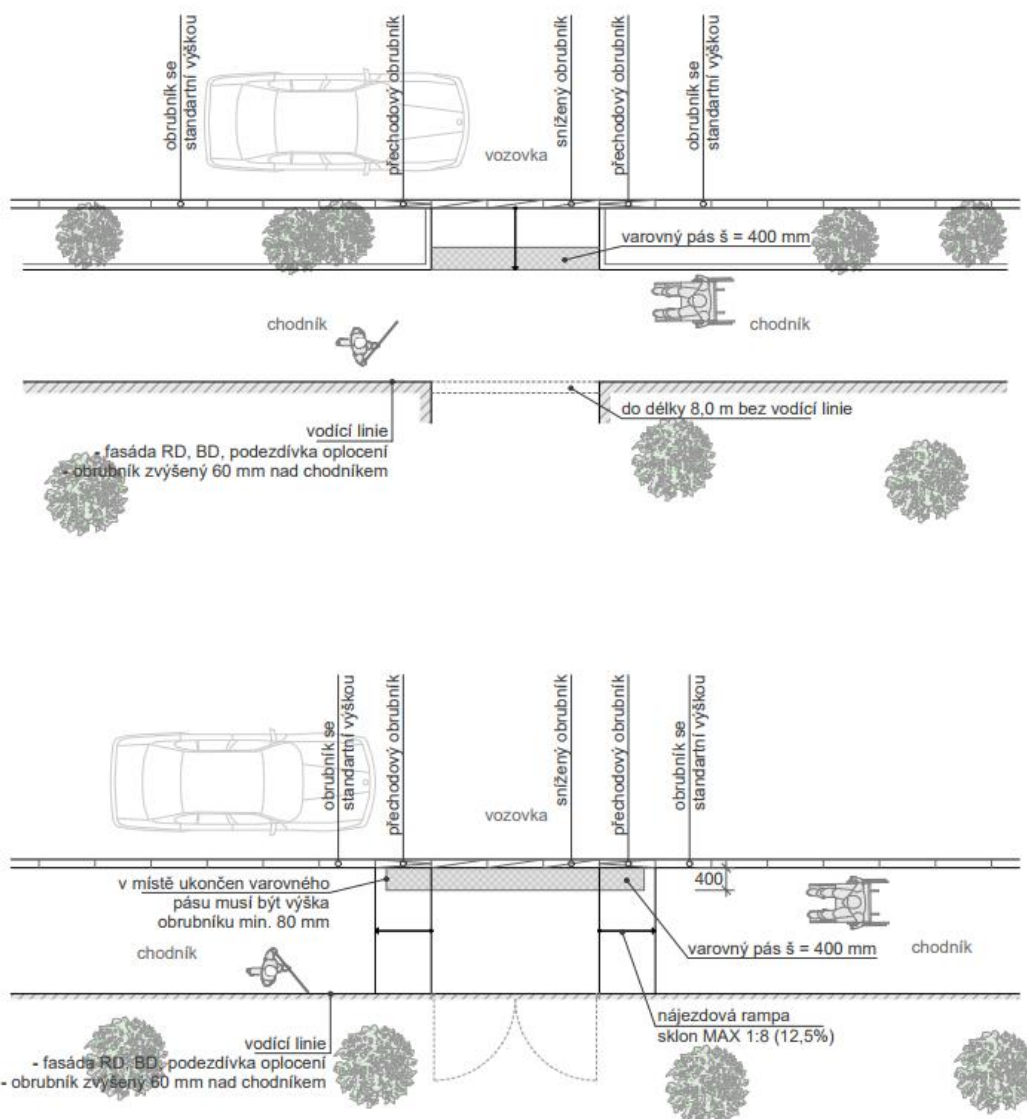 obrubník se
standartní výškou
přechodový obrubník
snížený obrubník
přechodový obrubník
obrubník se
standartní výškou
vozovka
varovný pás š = 400 mm
chodník
chodník
do délky 8,0 m bez vodící linie
vodící linie
- fasáda RD, BD, podezdívka oplocení
- obrubník zvýšený 60 mm nad chodníkem
obrubník se
standartní výškou
přechodový obrubník
snížený obrubník
přechodový obrubník
obrubník se
standartní výškou
vozovka
v místě ukončen varovného
pásu musí být výška
obrubníku min. 80 mm
400
chodník
varovný pás š = 400 mm
chodník
nájezdová rampa
sklon MAX 1:8 (12,5%)
vodící linie
- fasáda RD, BD, podezdívka oplocení
- obrubník zvýšený 60 mm nad chodníkem